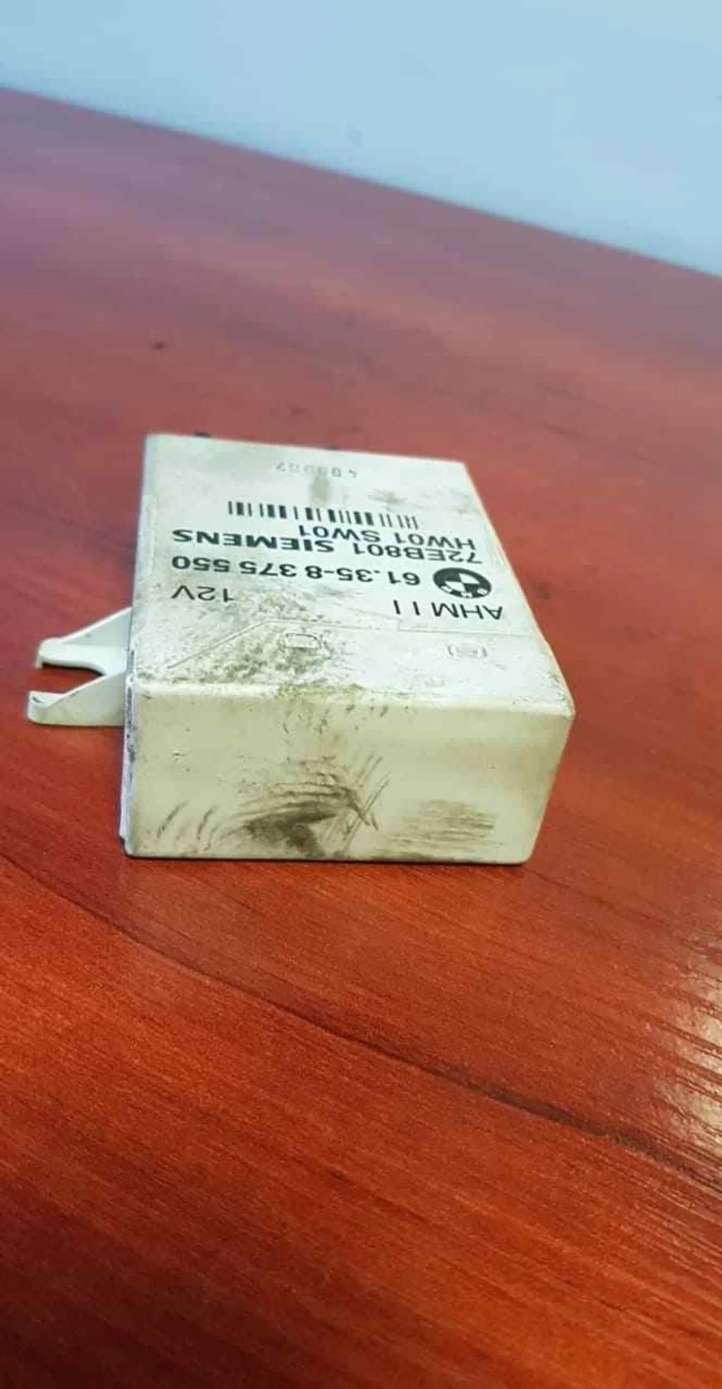 AHM II 12V
61.35-8 375 550
72EB801 SIEMENS
HW01 SW01